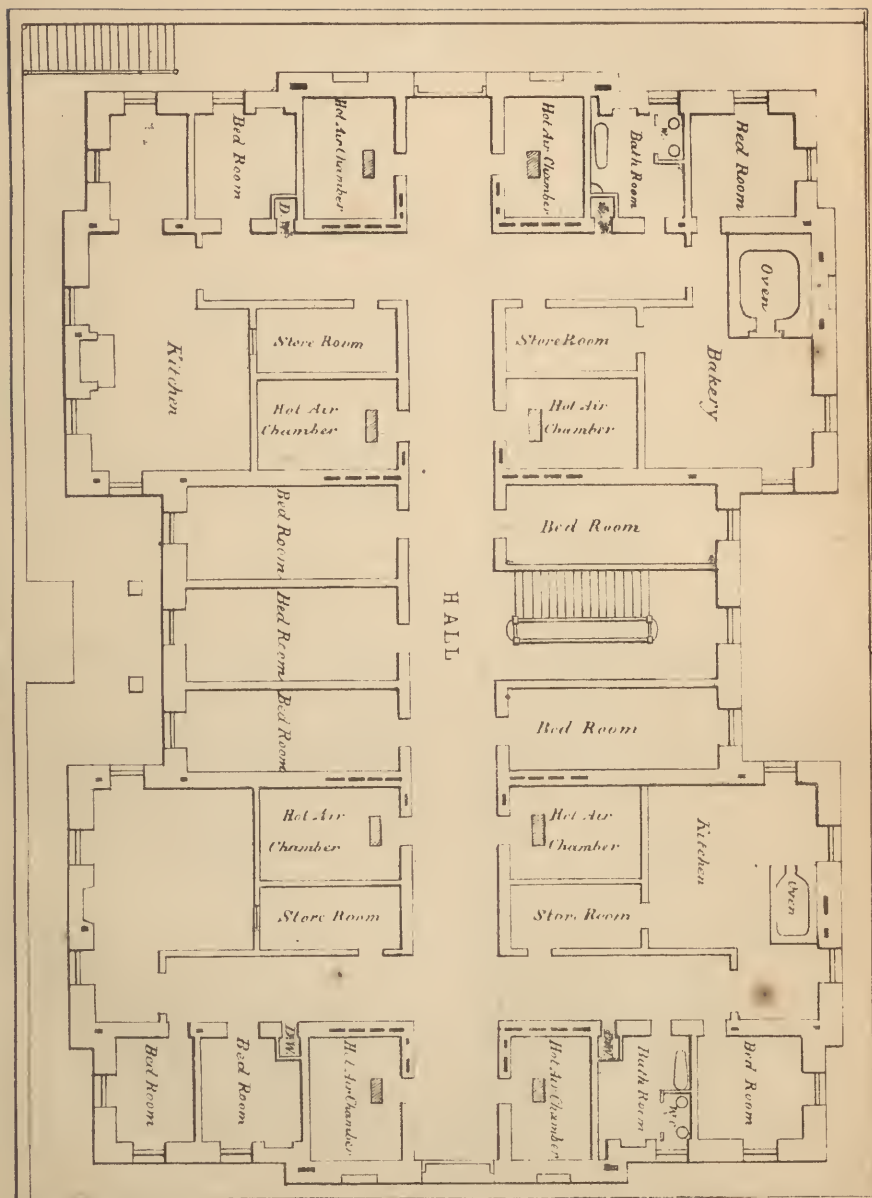 Bed Room
Hot Air Chamber
Hot Air Chamber
Bath Room
W.
Bed Room
D.W.
Oven
Kitchen
Store Room
Store Room
Bakery
Hot Air
Chamber
Hot Air
Chamber
Bed Room
Bed Room
HALL
Bed Room
Bed Room
Bed Room
Hot Air
Chamber
Hot Air
Chamber
Kitchen
Oven
Store Room
Store Room
D.W.
Bed Room
Bed Room
Hot Air Chamber
Hot Air Chamber
Bath Room
Bed Room